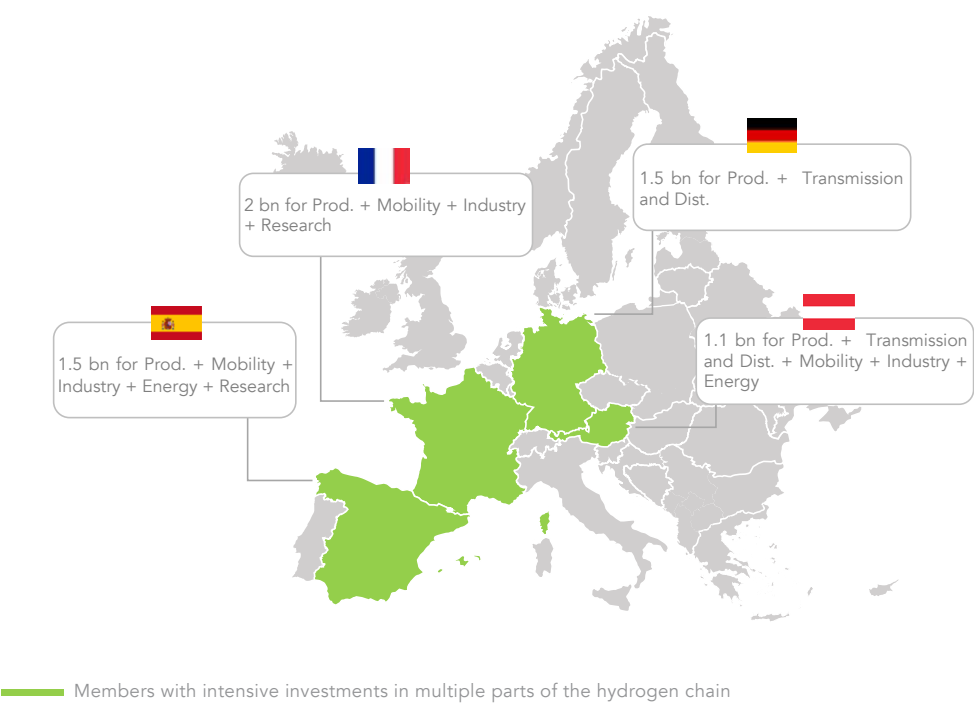 2 bn for Prod. + Mobility + Industry
+ Research
1.5 bn for Prod. + Transmission
and Dist.
1.5 bn for Prod. + Mobility +
Industry + Energy + Research
1.1 bn for Prod. + Transmission
and Dist. + Mobility + Industry +
Energy
Members with intensive investments in multiple parts of the hydrogen chain